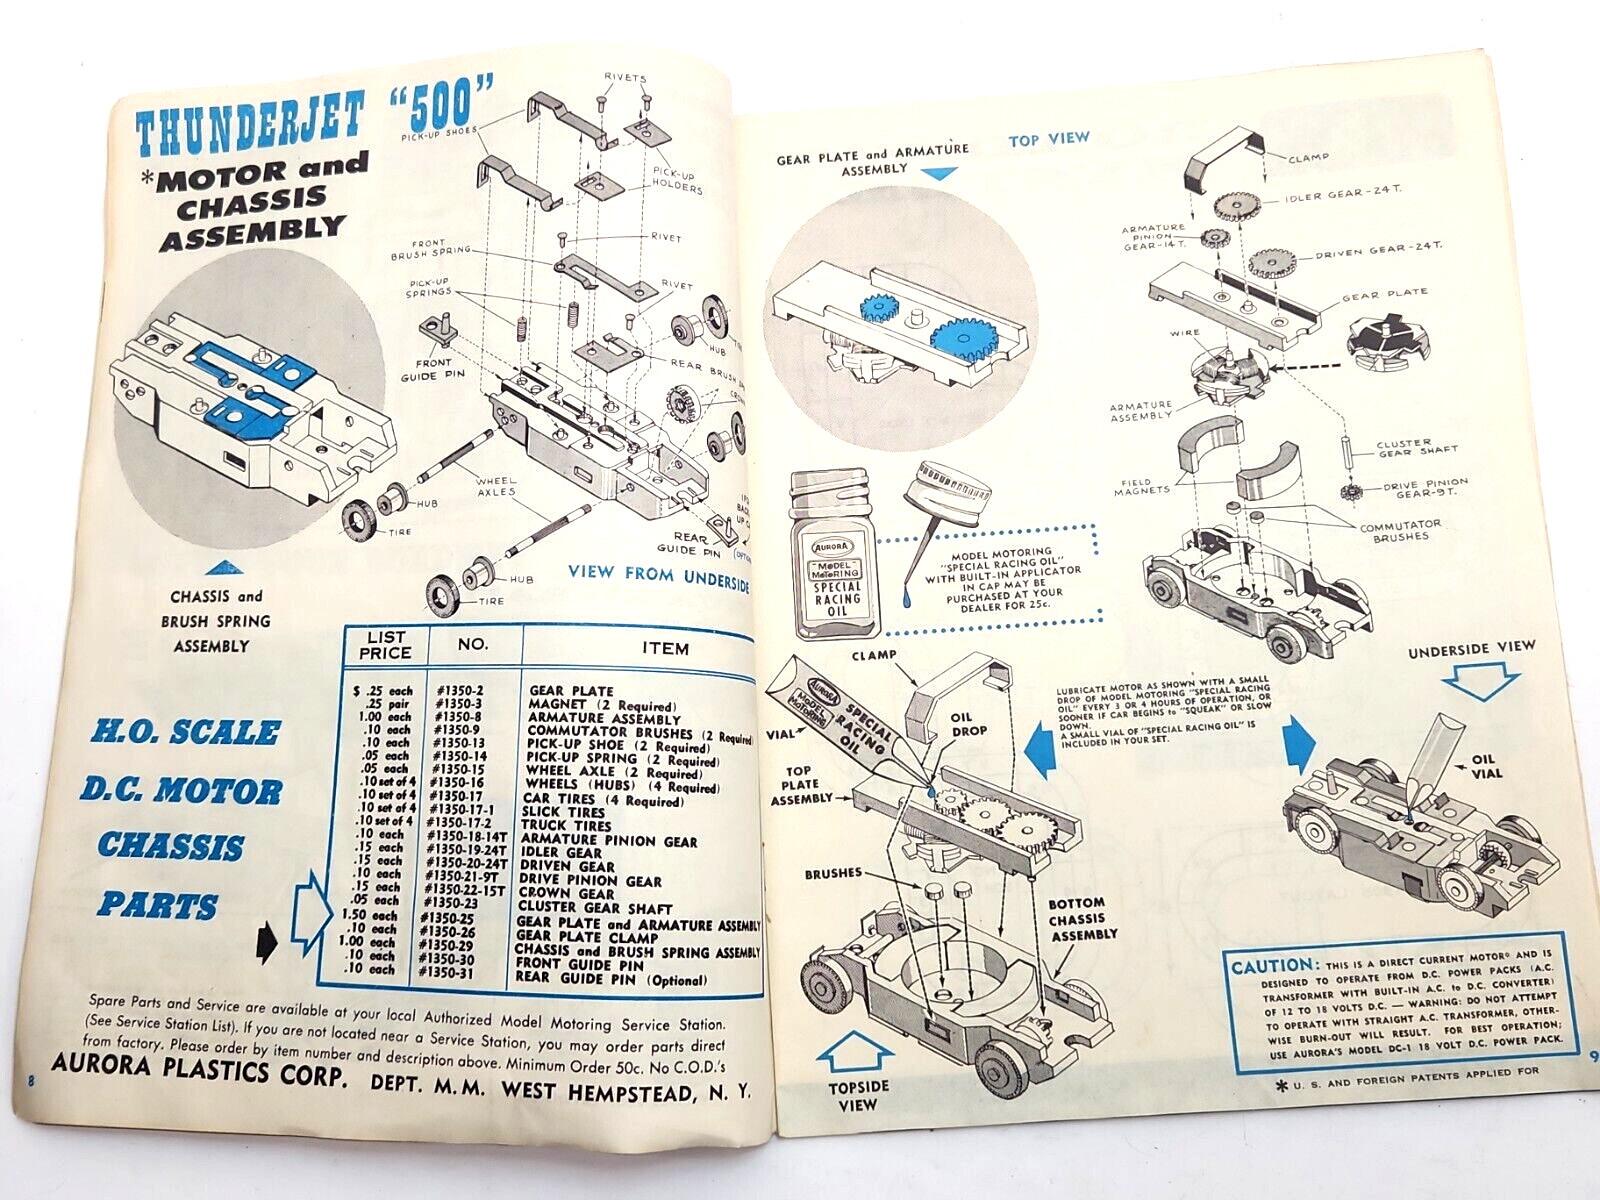 THUNDERJET "500"
*MOTOR and
CHASSIS
ASSEMBLY
RIVETS
PICK-UP SHOES
PICK-UP
HOLDERS
FRONT
BRUSH SPRING
RIVET
PICK-UP
SPRINGS
RIVET
FRONT
GUIDE PIN
HUB
REAR BRUSH
WHEEL
AXLES
HUB
TIRE
REAR
GUIDE PIN
HUB
TIRE
VIEW FROM UNDERSIDE
CHASSIS and
BRUSH SPRING
ASSEMBLY
H.O. SCALE
D.C. MOTOR
CHASSIS
PARTS
LIST PRICE NO. ITEM
$ .25 each #1350-2 GEAR PLATE
.25 pair #1350-3 MAGNET (2 Required)
1.00 each #1350-8 ARMATURE ASSEMBLY
.10 each #1350-9 COMMUTATOR BRUSHES (2 Required)
.10 each #1350-13 PICK-UP SHOE (2 Required)
.05 each #1350-14 PICK-UP SPRING (2 Required)
.05 each #1350-15 WHEEL AXLE (2 Required)
.10 set of 4 #1350-16 WHEELS (HUBS) (4 Required)
.10 set of 4 #1350-17 CAR TIRES (4 Required)
.10 set of 4 #1350-17-1 SLICK TIRES
.10 set of 4 #1350-17-2 TRUCK TIRES
.10 each #1350-18-14T ARMATURE PINION GEAR
.15 each #1350-19-24T IDLER GEAR
.15 each #1350-20-24T DRIVEN GEAR
.10 each #1350-21-9T DRIVE PINION GEAR
.15 each #1350-22-15T CROWN GEAR
.05 each #1350-23 CLUSTER GEAR SHAFT
1.50 each #1350-25 GEAR PLATE and ARMATURE ASSEMBLY
.10 each #1350-26 GEAR PLATE CLAMP
1.00 each #1350-29 CHASSIS and BRUSH SPRING ASSEMBLY
.10 each #1350-30 FRONT GUIDE PIN
.10 each #1350-31 REAR GUIDE PIN (Optional)
Spare Parts and Service are available at your local Authorized Model Motoring Service Station.
(See Service Station List). If you are not located near a Service Station, you may order parts direct
from factory. Please order by item number and description above. Minimum Order 50c. No C.O.D.'s
AURORA PLASTICS CORP. DEPT. M.M. WEST HEMPSTEAD, N. Y.
8
GEAR PLATE and ARMATURE
ASSEMBLY
TOP VIEW
CLAMP
IDLER GEAR-24 T.
ARMATURE
PINION
GEAR-14 T.
DRIVEN GEAR-24T.
GEAR PLATE
WIRE
ARMATURE
ASSEMBLY
CLUSTER
GEAR SHAFT
FIELD
MAGNETS
DRIVE PINION
GEAR-9 T.
COMMUTATOR
BRUSHES
AURORA
MODEL
MOTORING
SPECIAL
RACING
OIL
MODEL MOTORING
"SPECIAL RACING OIL"
WITH BUILT-IN APPLICATOR
IN CAP MAY BE
PURCHASED AT YOUR
DEALER FOR 25c.
CLAMP
AURORA
MODEL
MOTORING
SPECIAL
RACING
OIL
VIAL
OIL
DROP
TOP
PLATE
ASSEMBLY
BRUSHES
BOTTOM
CHASSIS
ASSEMBLY
TOPSIDE
VIEW
LUBRICATE MOTOR AS SHOWN WITH A SMALL
DROP OF MODEL MOTORING "SPECIAL RACING
OIL" EVERY 3 OR 4 HOURS OF OPERATION, OR
SOONER IF CAR BEGINS to "SQUEAK" OR SLOW
DOWN.
A SMALL VIAL OF "SPECIAL RACING OIL" IS
INCLUDED IN YOUR SET.
UNDERSIDE VIEW
OIL
VIAL
CAUTION: THIS IS A DIRECT CURRENT MOTOR* AND IS
DESIGNED TO OPERATE FROM D.C. POWER PACKS (A.C.
TRANSFORMER WITH BUILT-IN A.C. to D.C. CONVERTER)
OF 12 TO 18 VOLTS D.C. — WARNING: DO NOT ATTEMPT
TO OPERATE WITH STRAIGHT A.C. TRANSFORMER, OTHER-
WISE BURN-OUT WILL RESULT. FOR BEST OPERATION;
USE AURORA'S MODEL DC-1 18 VOLT D.C. POWER PACK.
* U. S. AND FOREIGN PATENTS APPLIED FOR
9